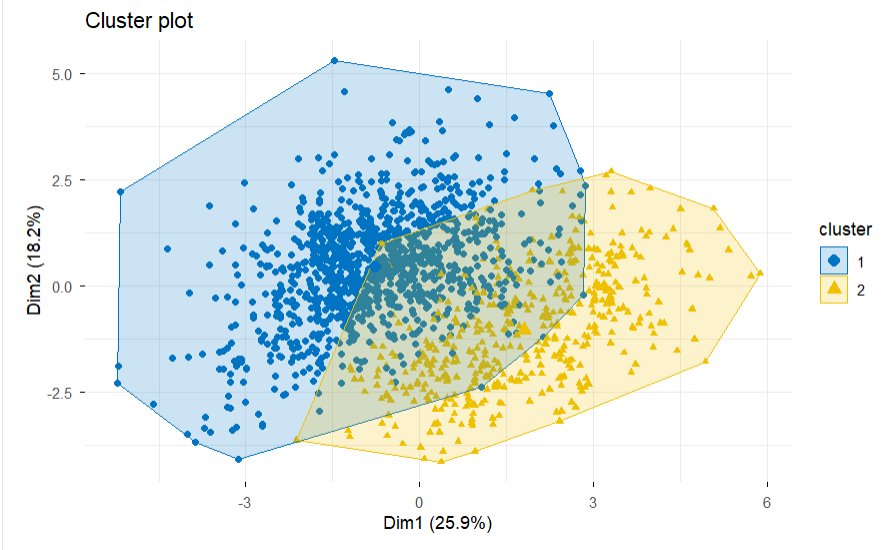 Cluster plot
5.0
2.5
0.0
-2.5
Dim2 (18.2%)
-3
0
3
6
Dim1 (25.9%)
cluster
1
2